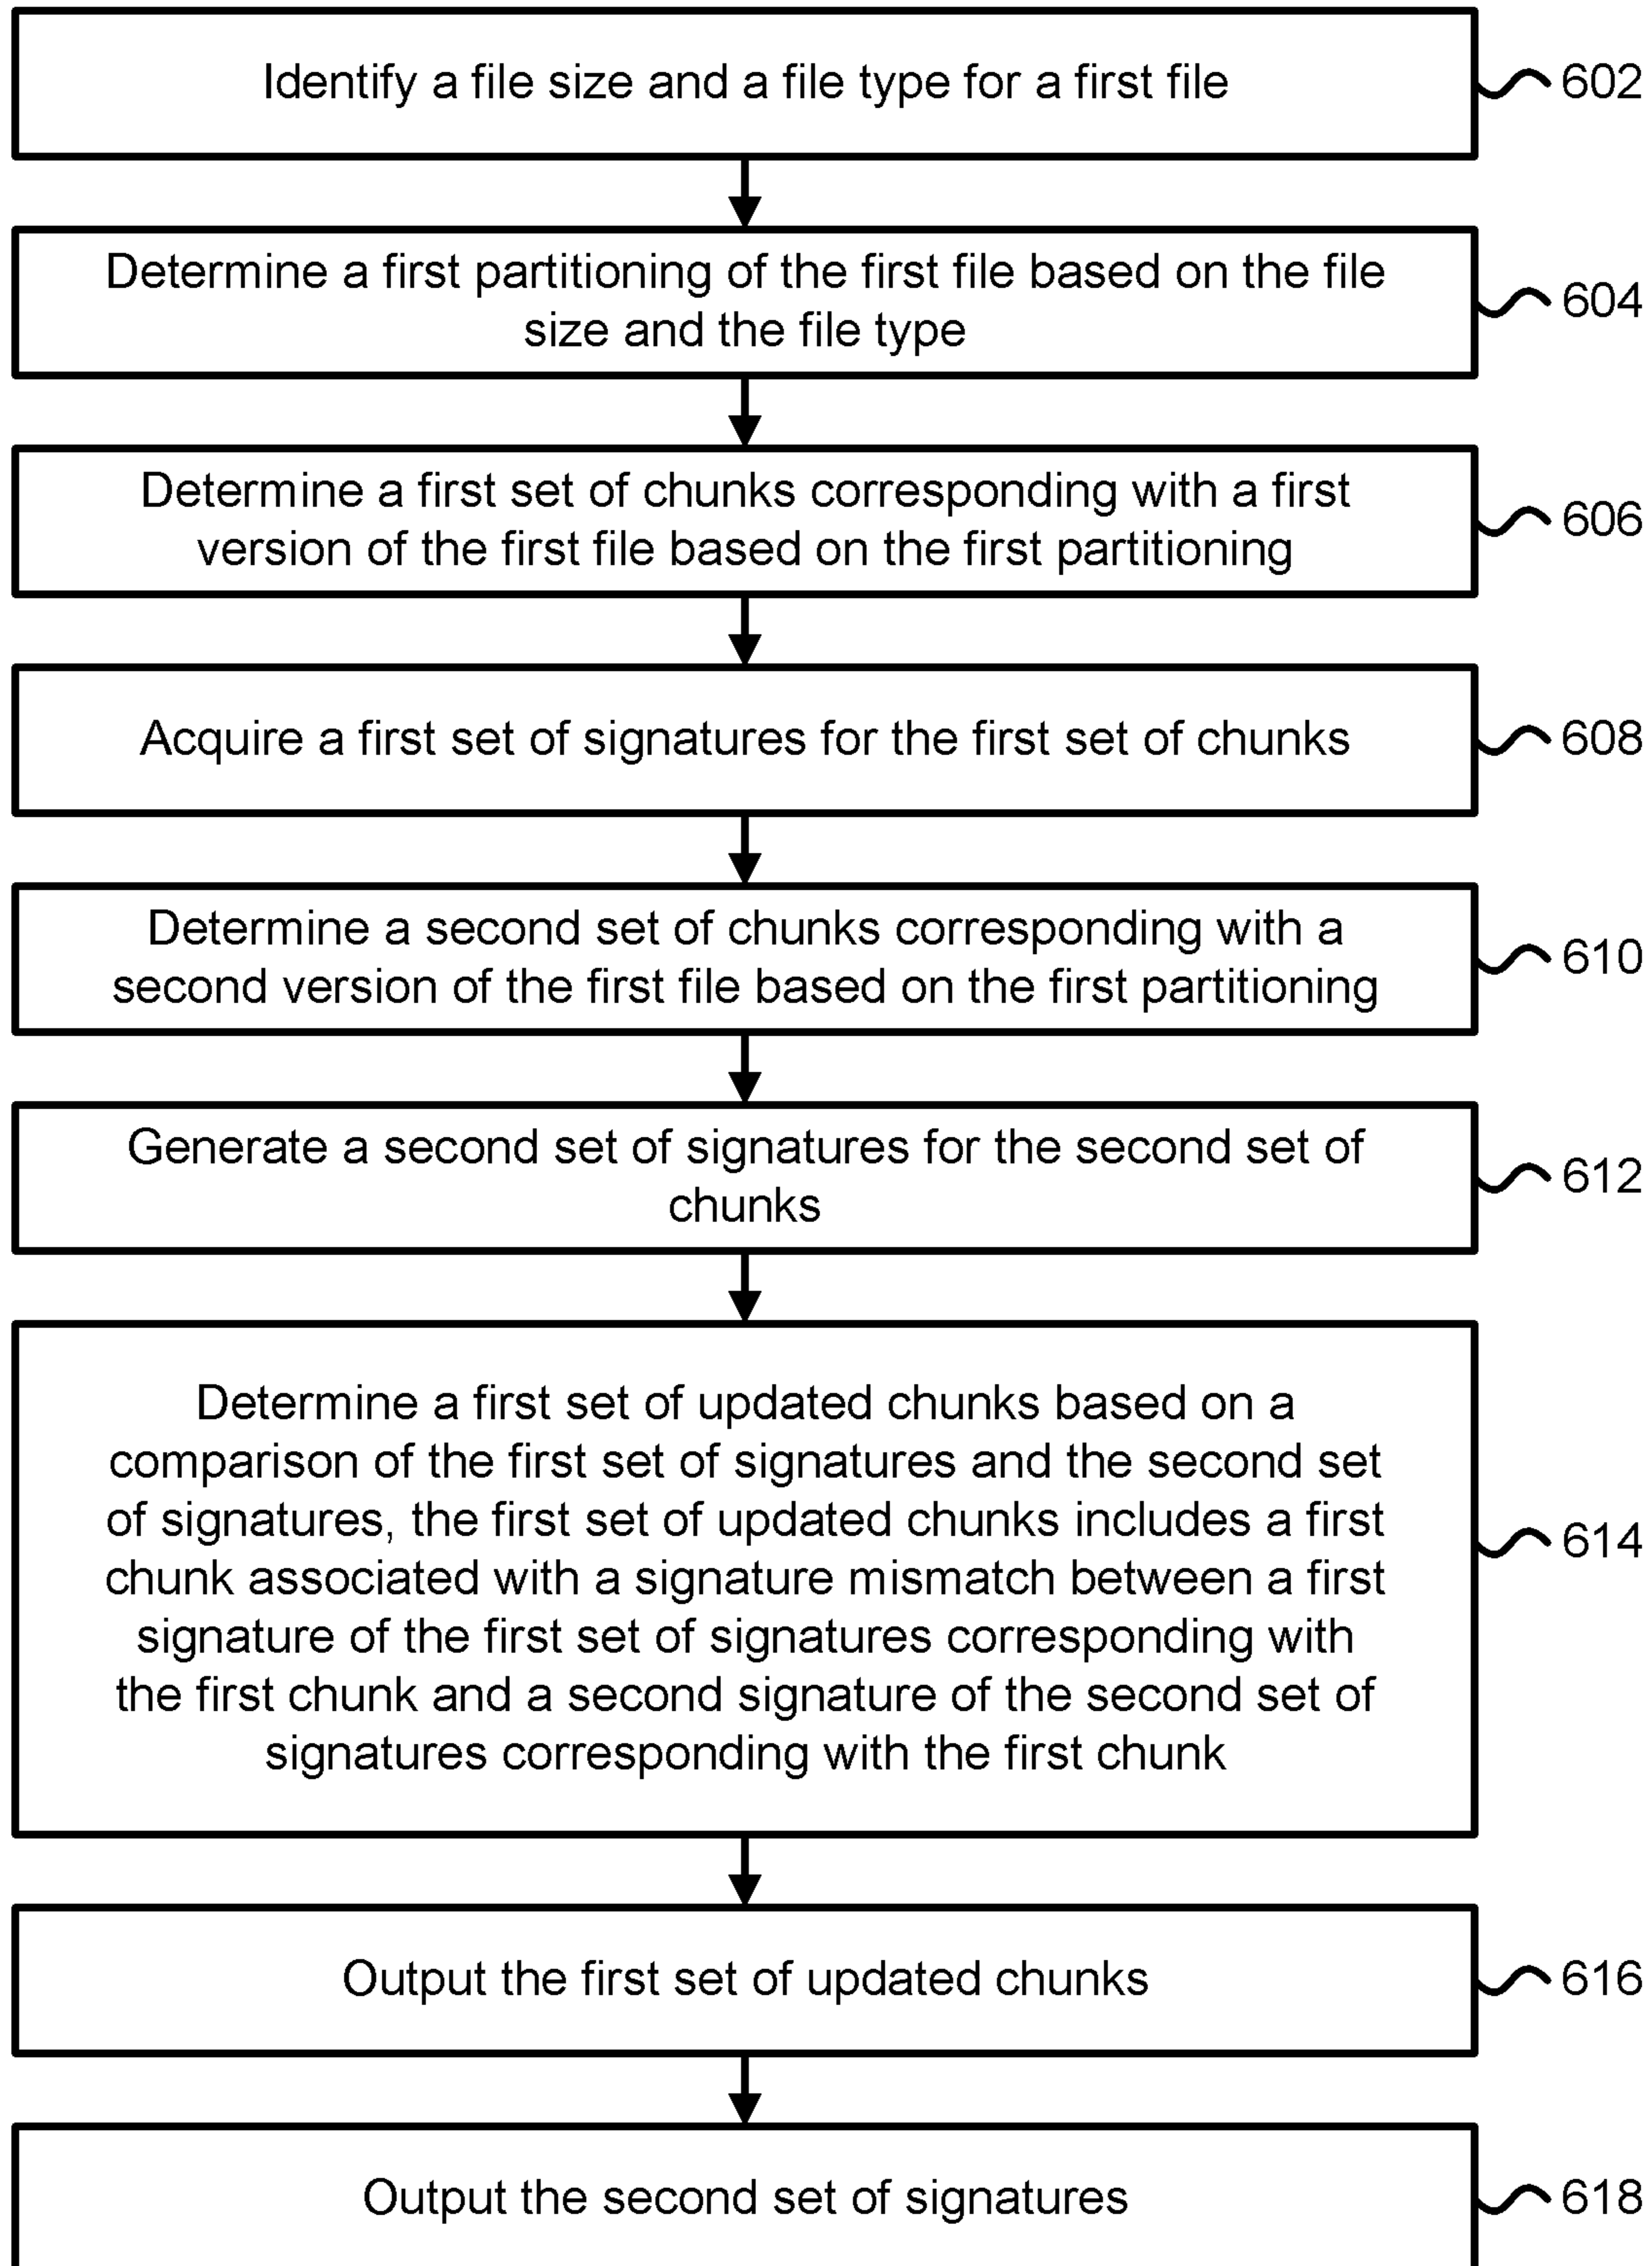 Identify a file size and a file type for a first file
602
Determine a first partitioning of the first file based on the file
size and the file type
604
Determine a first set of chunks corresponding with a first
version of the first file based on the first partitioning
606
Acquire a first set of signatures for the first set of chunks
608
Determine a second set of chunks corresponding with a
second version of the first file based on the first partitioning
610
Generate a second set of signatures for the second set of
chunks
612
Determine a first set of updated chunks based on a
comparison of the first set of signatures and the second set
of signatures, the first set of updated chunks includes a first
chunk associated with a signature mismatch between a first
signature of the first set of signatures corresponding with
the first chunk and a second signature of the second set of
signatures corresponding with the first chunk
614
Output the first set of updated chunks
616
Output the second set of signatures
618